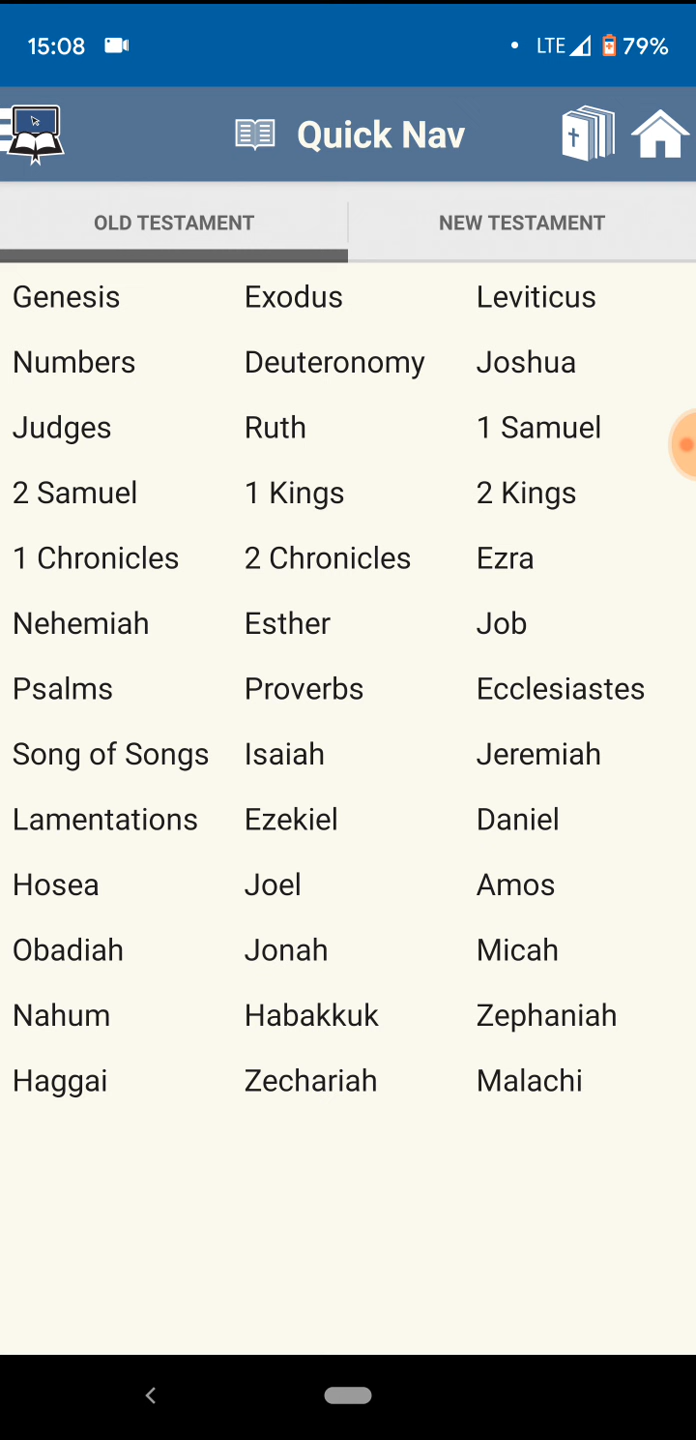 15:08 LTE 79%
Quick Nav
OLD TESTAMENT NEW TESTAMENT
Genesis Exodus Leviticus
Numbers Deuteronomy Joshua
Judges Ruth 1 Samuel
2 Samuel 1 Kings 2 Kings
1 Chronicles 2 Chronicles Ezra
Nehemiah Esther Job
Psalms Proverbs Ecclesiastes
Song of Songs Isaiah Jeremiah
Lamentations Ezekiel Daniel
Hosea Joel Amos
Obadiah Jonah Micah
Nahum Habakkuk Zephaniah
Haggai Zechariah Malachi